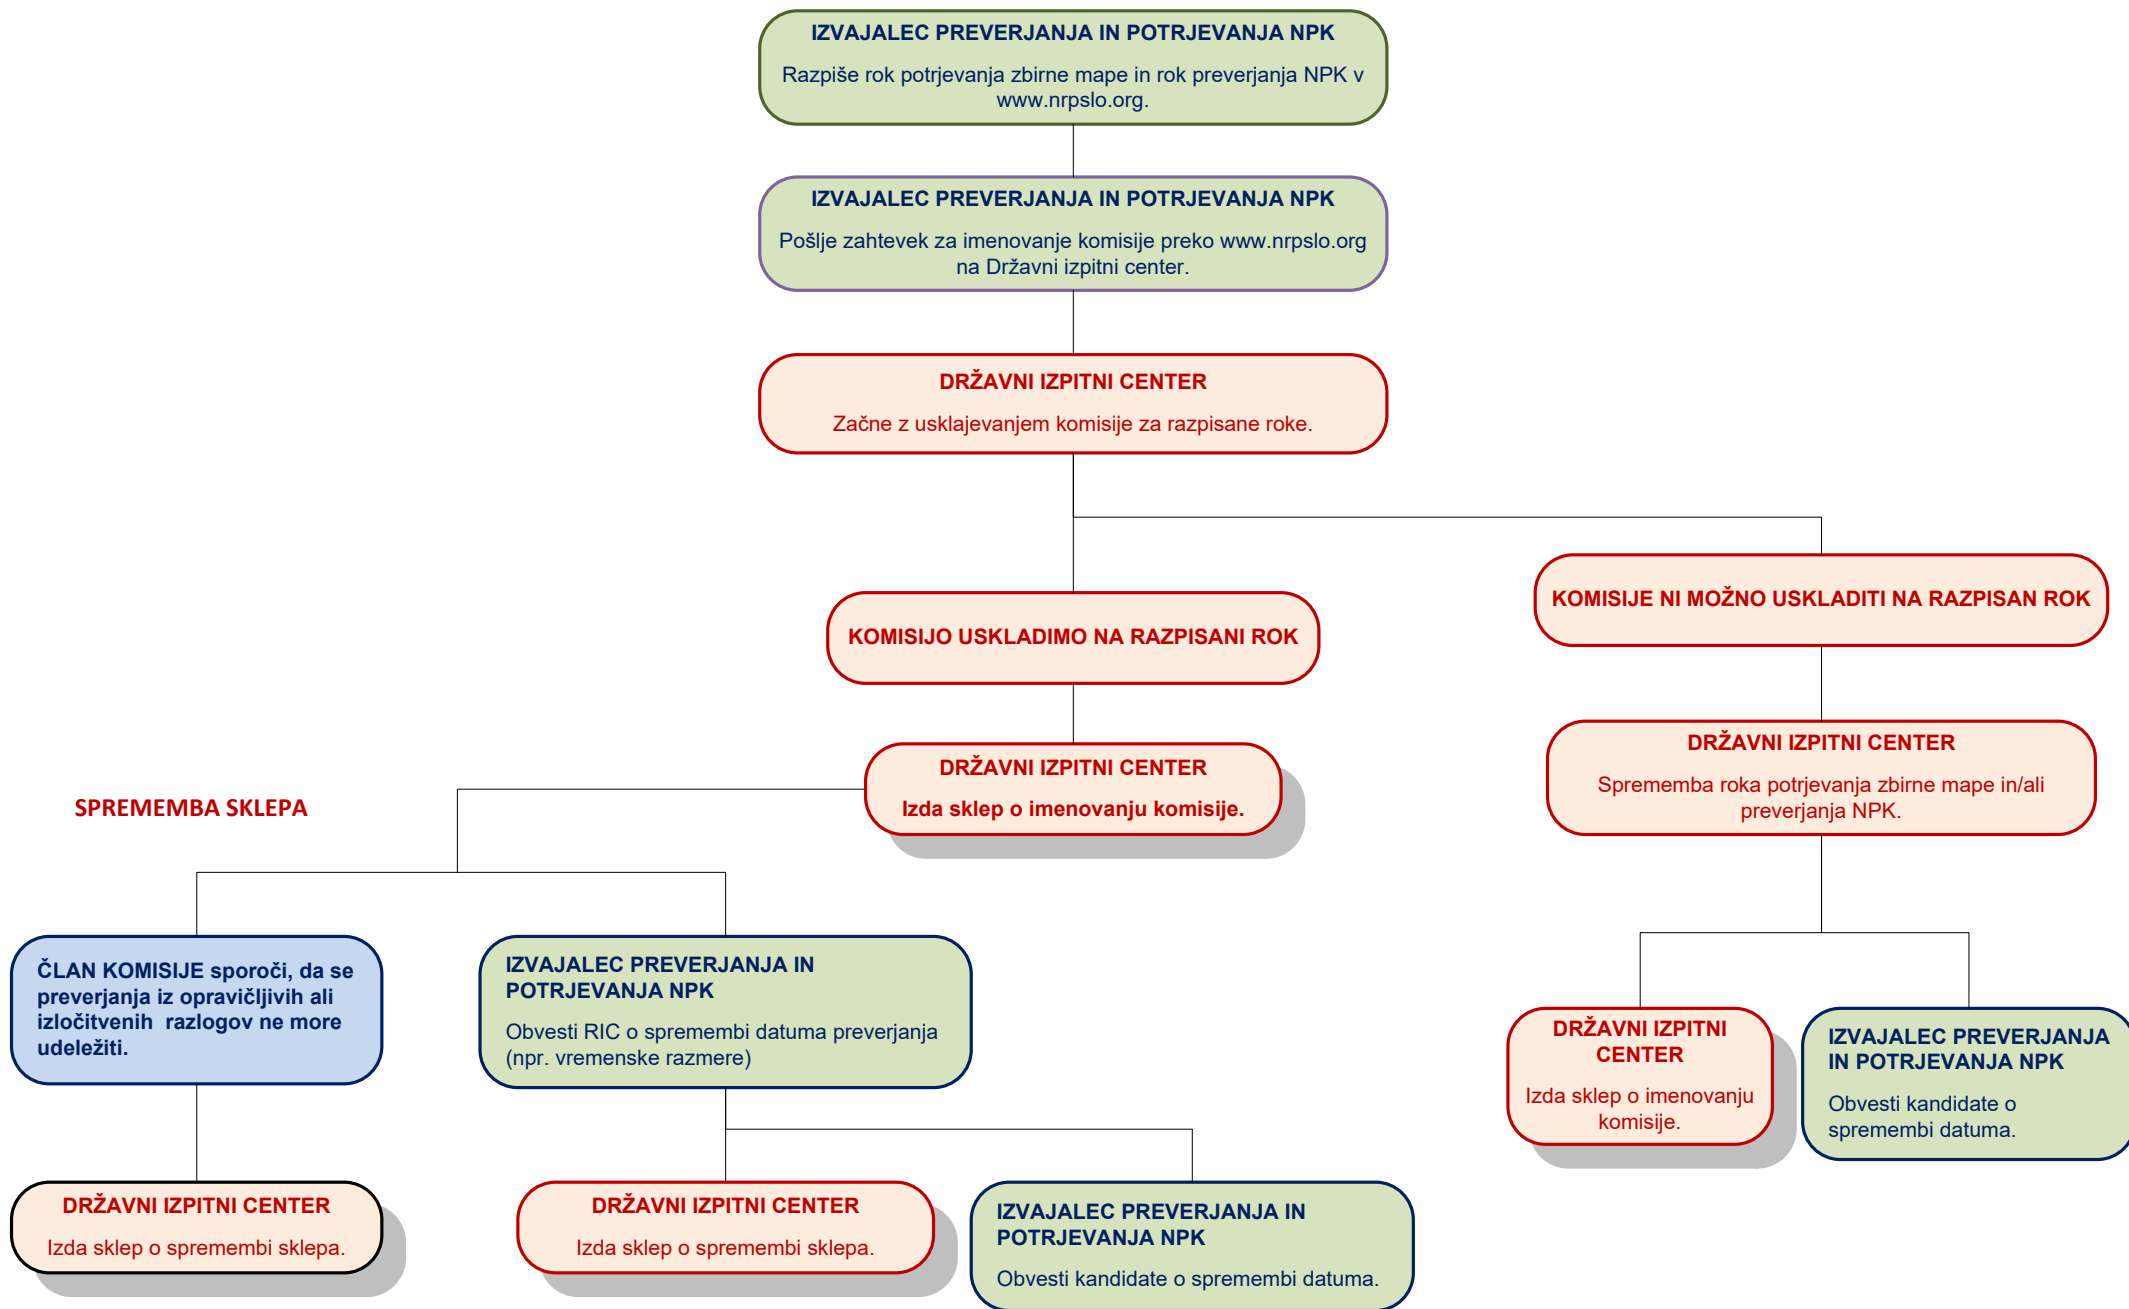 IZVAJALEC PREVERJANJA IN POTRJEVANJA NPK
Razpiše rok potrjevanja zbirne mape in rok preverjanja NPK v
www.nrpslo.org.
IZVAJALEC PREVERJANJA IN POTRJEVANJA NPK
Pošlje zahtevek za imenovanje komisije preko www.nrpslo.org
na Državni izpitni center.
DRŽAVNI IZPITNI CENTER
Začne z usklajevanjem komisije za razpisane roke.
KOMISIJO USKLADIMO NA RAZPISANI ROK
KOMISIJE NI MOŽNO USKLADITI NA RAZPISAN ROK
DRŽAVNI IZPITNI CENTER
Izda sklep o imenovanju komisije.
DRŽAVNI IZPITNI CENTER
Sprememba roka potrjevanja zbirne mape in/ali
preverjanja NPK.
SPREMEMBA SKLEPA
ČLAN KOMISIJE sporoči, da se
preverjanja iz opravičljivih ali
izločitvenih  razlogov ne more
udeležiti.
IZVAJALEC PREVERJANJA IN
POTRJEVANJA NPK
Obvesti RIC o spremembi datuma preverjanja
(npr. vremenske razmere)
DRŽAVNI IZPITNI
CENTER
Izda sklep o imenovanju
komisije.
IZVAJALEC PREVERJANJA
IN POTRJEVANJA NPK
Obvesti kandidate o
spremembi datuma.
DRŽAVNI IZPITNI CENTER
Izda sklep o spremembi sklepa.
DRŽAVNI IZPITNI CENTER
Izda sklep o spremembi sklepa.
IZVAJALEC PREVERJANJA IN
POTRJEVANJA NPK
Obvesti kandidate o spremembi datuma.